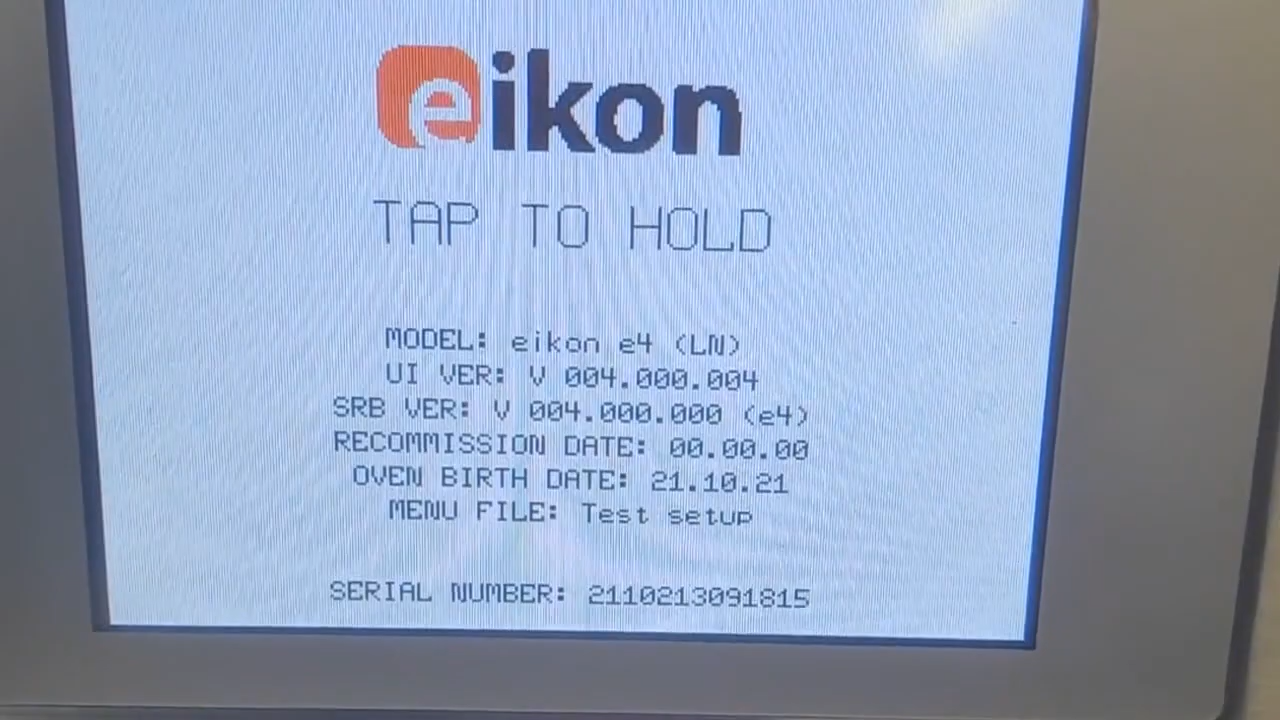 eikon
TAP TO HOLD
MODEL: eikon e4 (LN)
UI VER: V 004.000.004
SRB VER: V 004.000.000 (e4)
RECOMMISSION DATE: 00.00.00
OVEN BIRTH DATE: 21.10.21
MENU FILE: Test setup
SERIAL NUMBER: 2110213091815